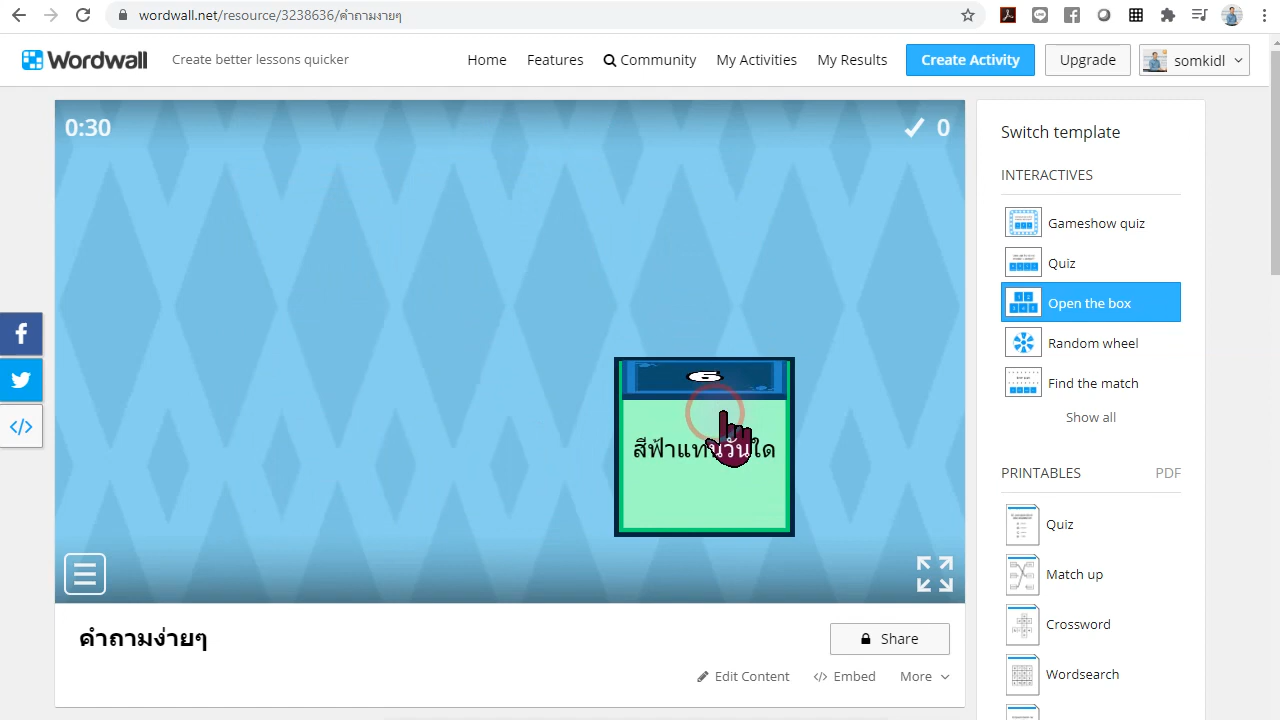 wordwall.net/resource/3238636/คำถามง่ายๆ
Wordwall
Create better lessons quicker
Home
Features
Community
My Activities
My Results
Create Activity
Upgrade
somkidl
0:30
0
สีฟ้าแทนวันใด
คำถามง่ายๆ
Share
Edit Content
Embed
More
Switch template
INTERACTIVES
Gameshow quiz
Quiz
Open the box
Random wheel
Find the match
Show all
PRINTABLES
PDF
Quiz
Match up
Crossword
Wordsearch